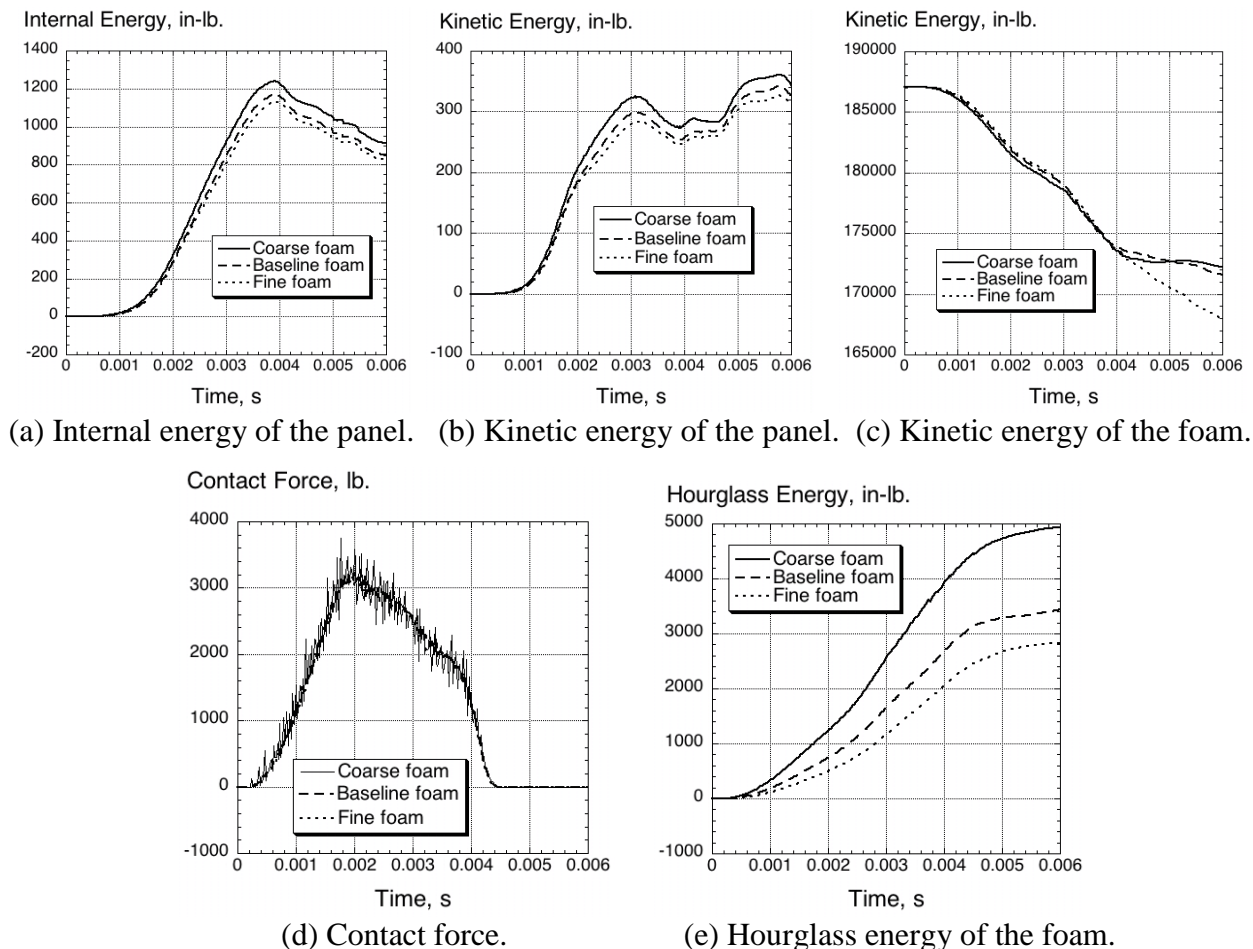 Internal Energy, in-lb.
1400
1200
1000
800
600
400
200
0
-200
0 0.001 0.002 0.003 0.004 0.005 0.006
Time, s
Coarse foam
Baseline foam
Fine foam
(a) Internal energy of the panel.
Kinetic Energy, in-lb.
400
300
200
100
0
-100
0 0.001 0.002 0.003 0.004 0.005 0.006
Time, s
Coarse foam
Baseline foam
Fine foam
(b) Kinetic energy of the panel.
Kinetic Energy, in-lb.
190000
185000
180000
175000
170000
165000
0 0.001 0.002 0.003 0.004 0.005 0.006
Time, s
Coarse foam
Baseline foam
Fine foam
(c) Kinetic energy of the foam.
Contact Force, lb.
4000
3000
2000
1000
0
-1000
0 0.001 0.002 0.003 0.004 0.005 0.006
Time, s
Coarse foam
Baseline foam
Fine foam
(d) Contact force.
Hourglass Energy, in-lb.
5000
4000
3000
2000
1000
0
-1000
0 0.001 0.002 0.003 0.004 0.005 0.006
Time, s
Coarse foam
Baseline foam
Fine foam
(e) Hourglass energy of the foam.